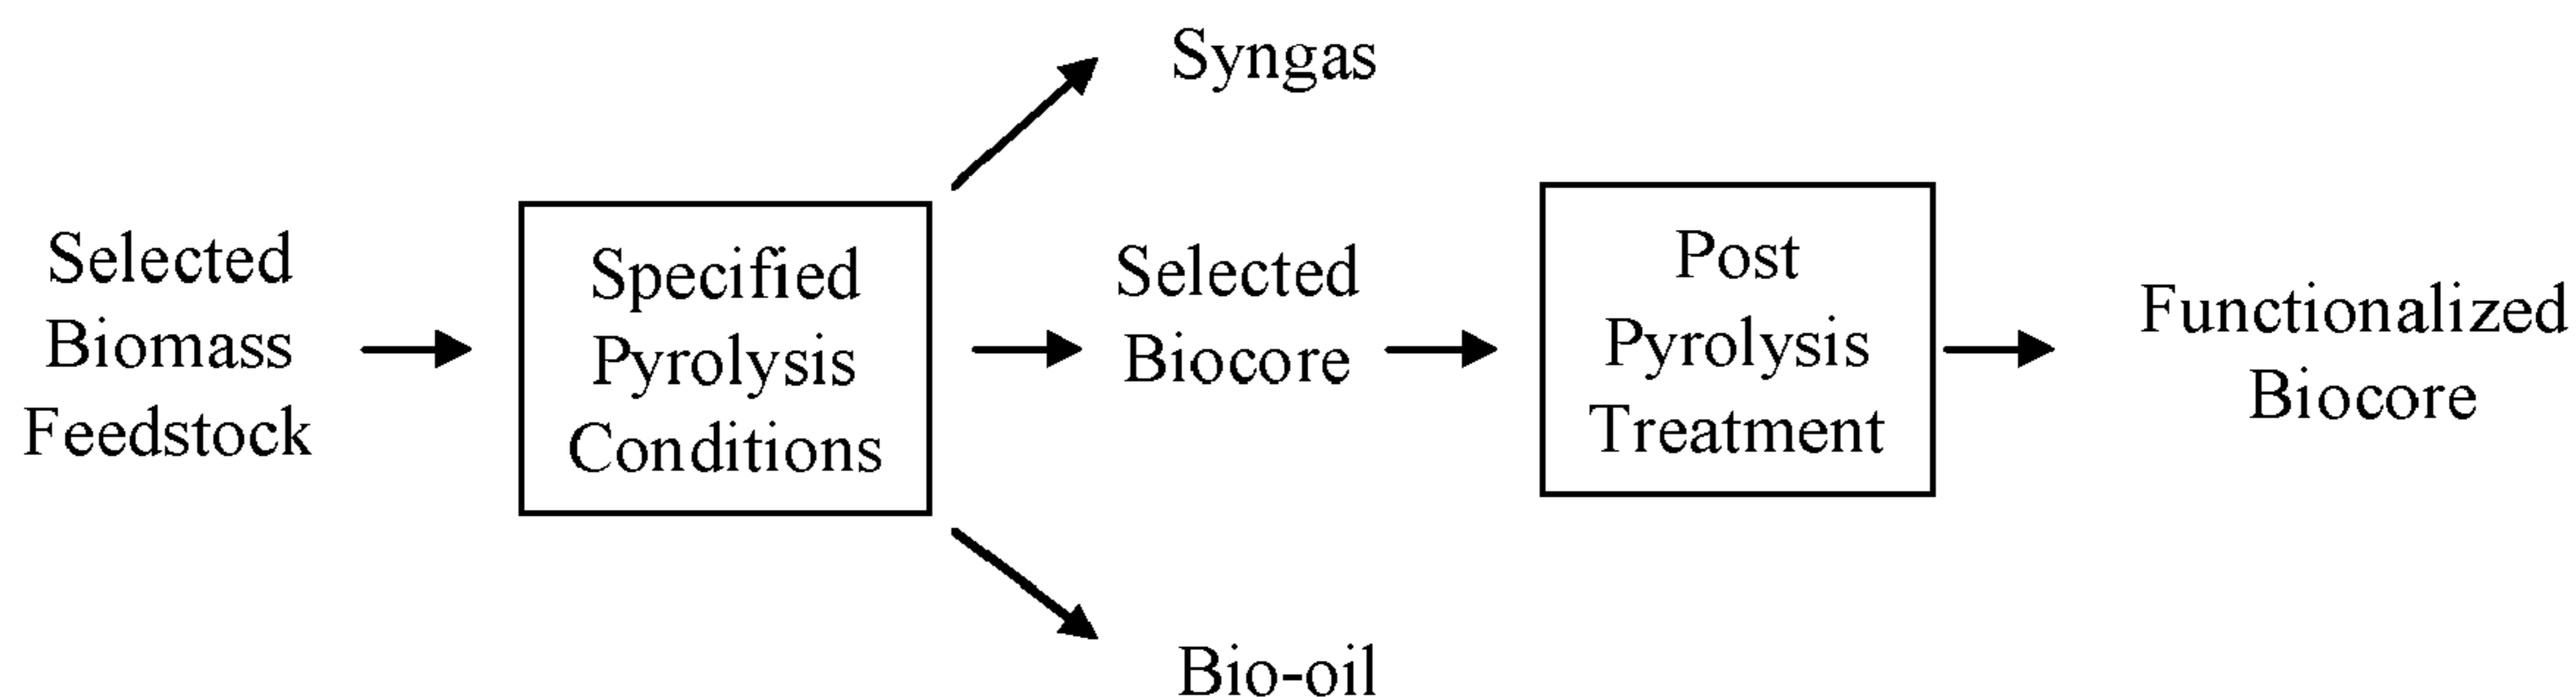 Selected
Biomass
Feedstock
Specified
Pyrolysis
Conditions
Syngas
Selected
Biocore
Bio-oil
Post
Pyrolysis
Treatment
Functionalized
Biocore